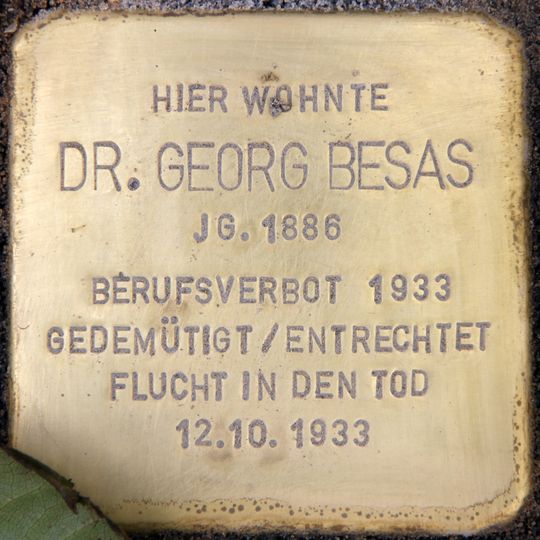 HIER WOHNTE
DR. GEORG BESAS
JG. 1886
BERUFSVERBOT 1933
GEDEMÜTIGT/ENTRECHTET
FLUCHT IN DEN TOD
12.10. 1933